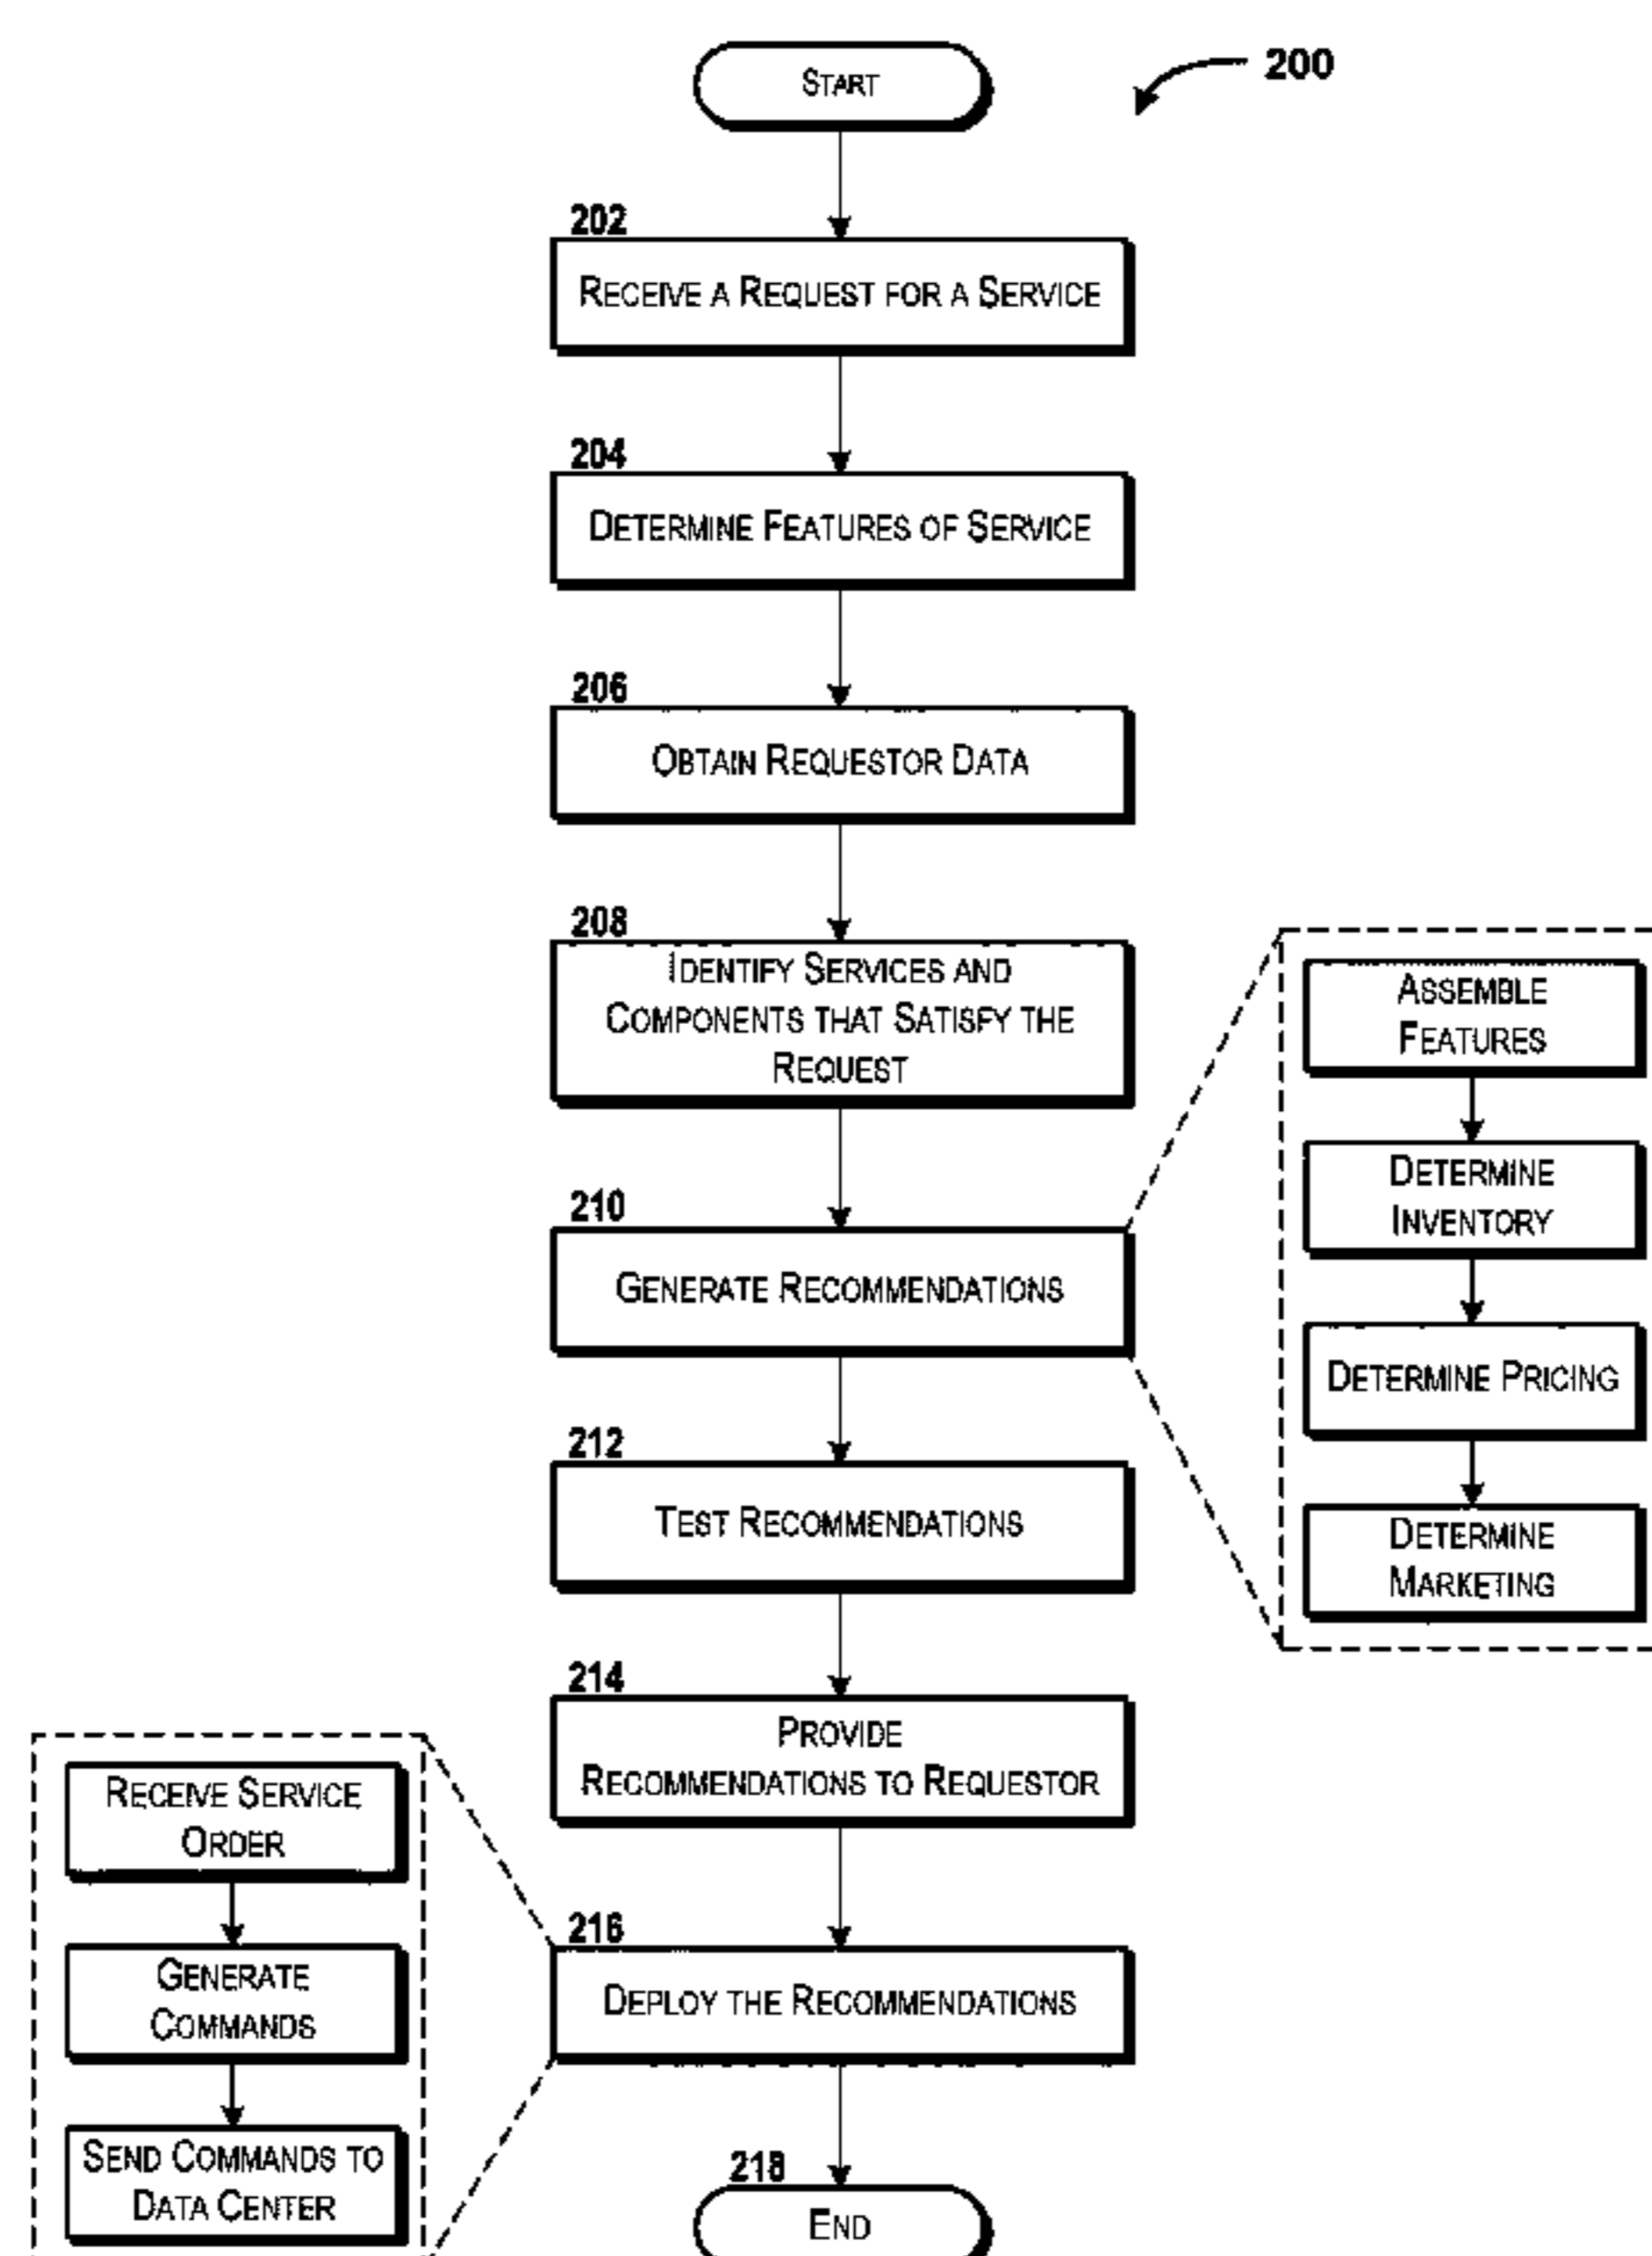 START
200
202
RECEIVE A REQUEST FOR A SERVICE
204
DETERMINE FEATURES OF SERVICE
206
OBTAIN REQUESTOR DATA
208
IDENTIFY SERVICES AND
COMPONENTS THAT SATISFY THE
REQUEST
210
GENERATE RECOMMENDATIONS
ASSEMBLE
FEATURES
DETERMINE
INVENTORY
DETERMINE PRICING
DETERMINE
MARKETING
212
TEST RECOMMENDATIONS
214
PROVIDE
RECOMMENDATIONS TO REQUESTOR
216
DEPLOY THE RECOMMENDATIONS
RECEIVE SERVICE
ORDER
GENERATE
COMMANDS
SEND COMMANDS TO
DATA CENTER
218
END